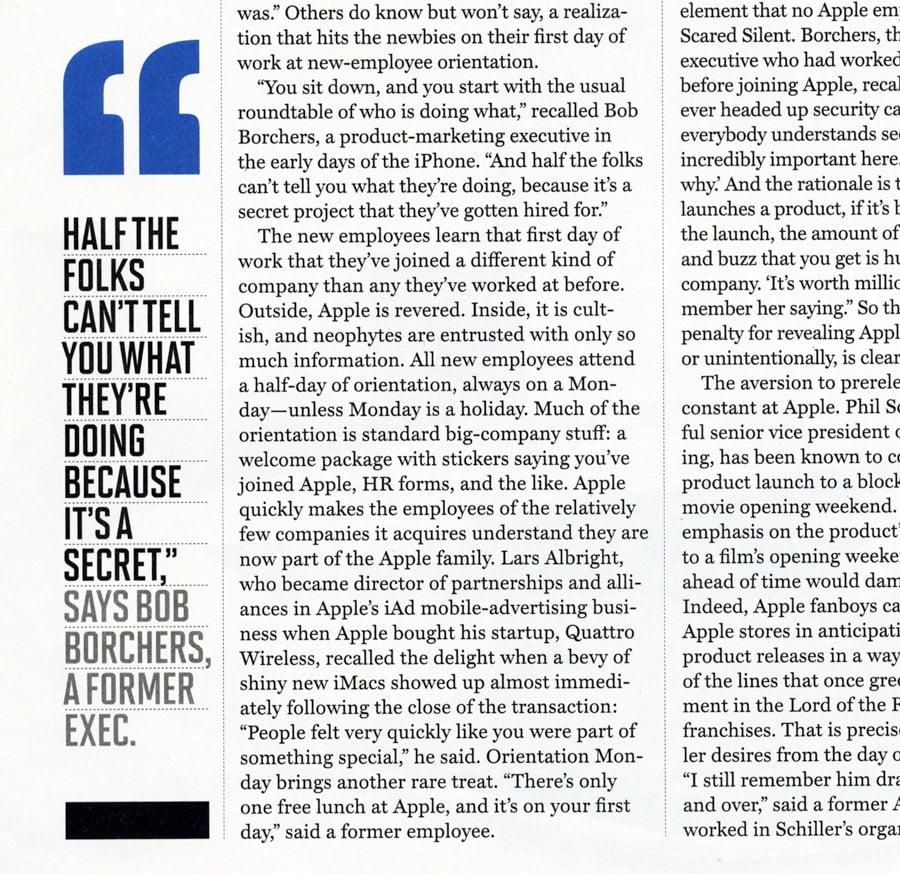 “
HALF THE
FOLKS
CAN’T TELL
YOU WHAT
THEY’RE
DOING
BECAUSE
IT’S A
SECRET,”
SAYS BOB
BORCHERS,
A FORMER
EXEC.
was.” Others do know but won’t say, a realiza-
tion that hits the newbies on their first day of
work at new-employee orientation.
“You sit down, and you start with the usual
roundtable of who is doing what,” recalled Bob
Borchers, a product-marketing executive in
the early days of the iPhone. “And half the folks
can’t tell you what they’re doing, because it’s a
secret project that they’ve gotten hired for.”
The new employees learn that first day of
work that they’ve joined a different kind of
company than any they’ve worked at before.
Outside, Apple is revered. Inside, it is cult-
ish, and neophytes are entrusted with only so
much information. All new employees attend
a half-day of orientation, always on a Mon-
day—unless Monday is a holiday. Much of the
orientation is standard big-company stuff: a
welcome package with stickers saying you’ve
joined Apple, HR forms, and the like. Apple
quickly makes the employees of the relatively
few companies it acquires understand they are
now part of the Apple family. Lars Albright,
who became director of partnerships and alli-
ances in Apple’s iAd mobile-advertising busi-
ness when Apple bought his startup, Quattro
Wireless, recalled the delight when a bevy of
shiny new iMacs showed up almost immedi-
ately following the close of the transaction:
“People felt very quickly like you were part of
something special,” he said. Orientation Mon-
day brings another rare treat. “There’s only
one free lunch at Apple, and it’s on your first
day,” said a former employee.
element that no Apple em
Scared Silent. Borchers, th
executive who had worked
before joining Apple, recal
ever headed up security ca
everybody understands se
incredibly important here.
why.’ And the rationale is t
launches a product, if it’s b
the launch, the amount of
and buzz that you get is hu
company. ‘It’s worth millio
member her saying.” So th
penalty for revealing Appl
or unintentionally, is clear
The aversion to prerele
constant at Apple. Phil Sc
ful senior vice president o
ing, has been known to co
product launch to a block
movie opening weekend.
emphasis on the product’
to a film’s opening weeke
ahead of time would dam
Indeed, Apple fanboys ca
Apple stores in anticipati
product releases in a way
of the lines that once gree
ment in the Lord of the R
franchises. That is precise
ler desires from the day o
“I still remember him dra
and over,” said a former A
worked in Schiller’s organ